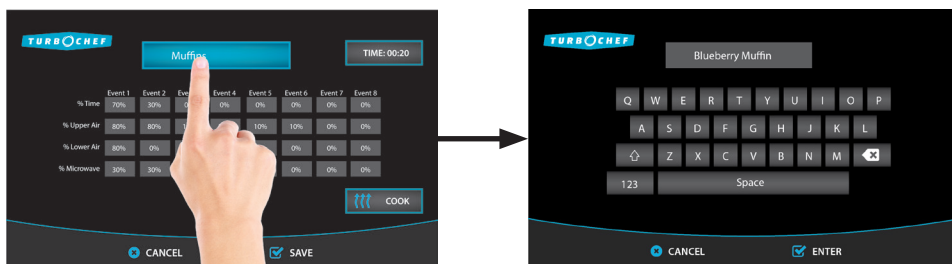 TURBOCHEF
Muffins
TIME: 00:20
Event 1 Event 2 Event 4 Event 5 Event 6 Event 7 Event 8
% Time 70% 30% 0% 0% 0% 0% 0%
% Upper Air 80% 80% 10% 10% 0% 0%
% Lower Air 80% 0% 0% 0% 0%
% Microwave 30% 30% 0% 0% 0%
COOK
CANCEL SAVE
TURBOCHEF
Blueberry Muffin
Q W E R T Y U I O P
A S D F G H J K L
Z X C V B N M
123 Space
CANCEL ENTER